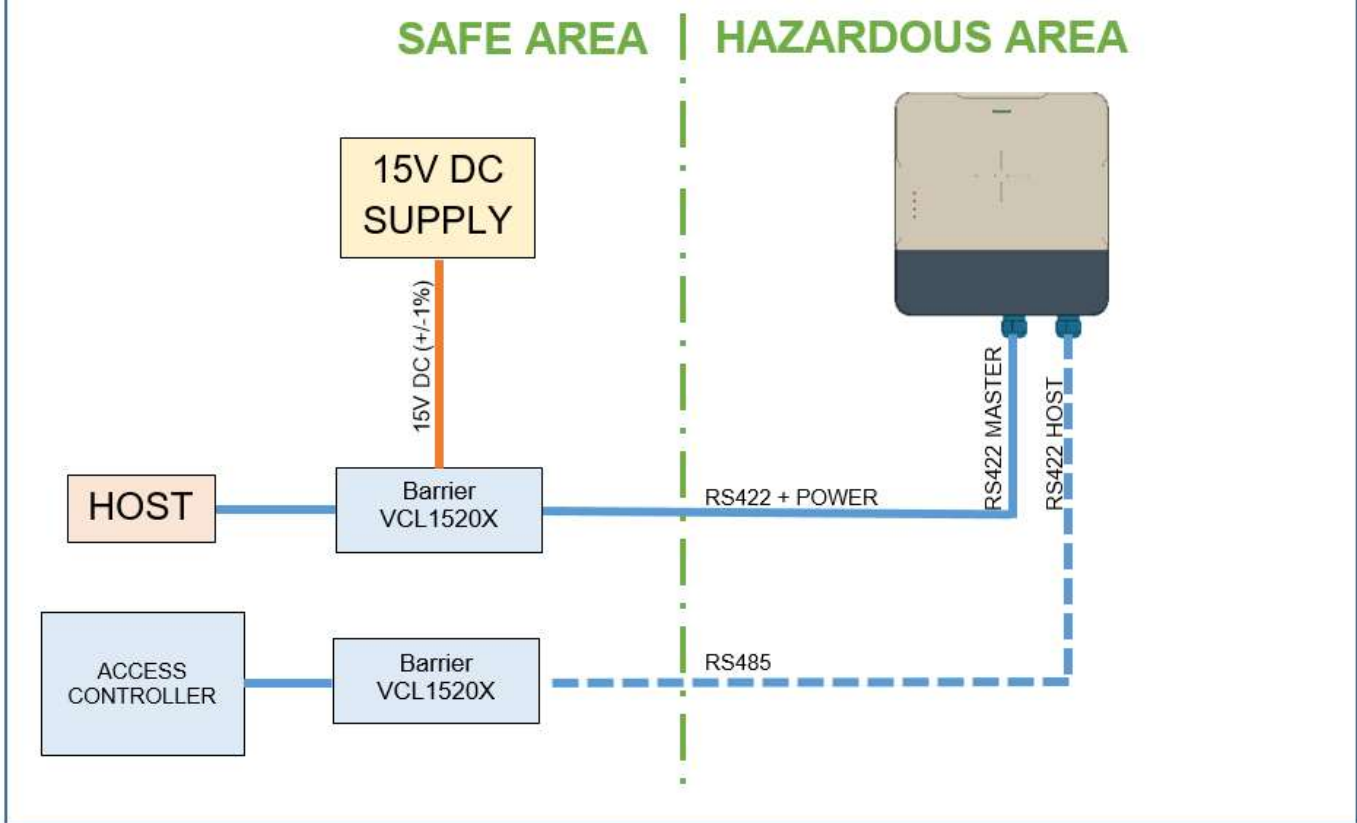 SAFE AREA
HAZARDOUS AREA
15V DC
SUPPLY
15V DC (+/-1%)
HOST
Barrier
VCL1520X
RS422 + POWER
RS422 MASTER
RS422 HOST
ACCESS
CONTROLLER
Barrier
VCL1520X
RS485